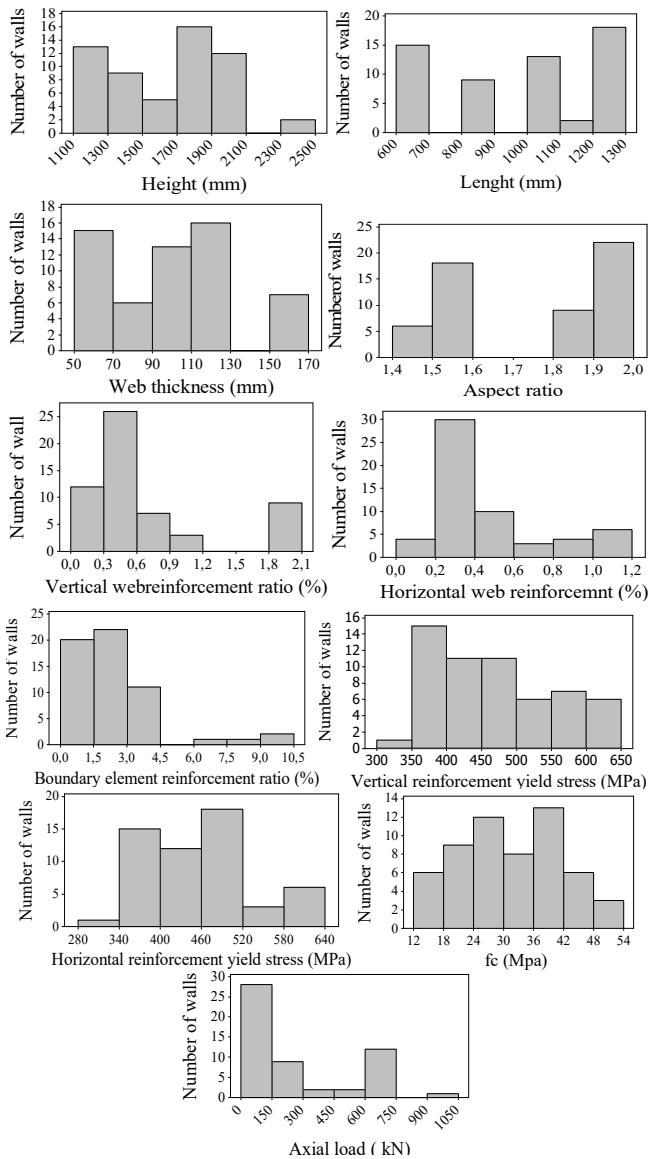 Number of walls
18
16
14
12
10
8
6
4
2
0
1100 1300 1500 1700 1900 2100 2300 2500
Height (mm)
Number of walls
20
15
10
5
0
600 700 800 900 1000 1100 1200 1300
Lenght (mm)
Number of walls
18
16
14
12
10
8
6
4
2
0
50 70 90 110 130 150 170
Web thickness (mm)
Numberof walls
25
20
15
10
5
0
1,4 1,5 1,6 1,7 1,8 1,9 2,0
Aspect ratio
Number of wall
25
20
15
10
5
0
0,0 0,3 0,6 0,9 1,2 1,5 1,8 2,1
Vertical webreinforcement ratio (%)
Number of walls
30
25
20
15
10
5
0
0,0 0,2 0,4 0,6 0,8 1,0 1,2
Horizontal web reinforcemnt (%)
Number of walls
25
20
15
10
5
0
0,0 1,5 3,0 4,5 6,0 7,5 9,0 10,5
Boundary element reinforcement ratio (%)
Number of walls
16
14
12
10
8
6
4
2
0
300 350 400 450 500 550 600 650
Vertical reinforcement yield stress (MPa)
Number of walls
20
15
10
5
0
280 340 400 460 520 580 640
Horizontal reinforcement yield stress (MPa)
Number of walls
14
12
10
8
6
4
2
0
12 18 24 30 36 42 48 54
fc (Mpa)
Number of walls
30
25
20
15
10
5
0
0 150 300 450 600 750 900 1050
Axial load ( kN)